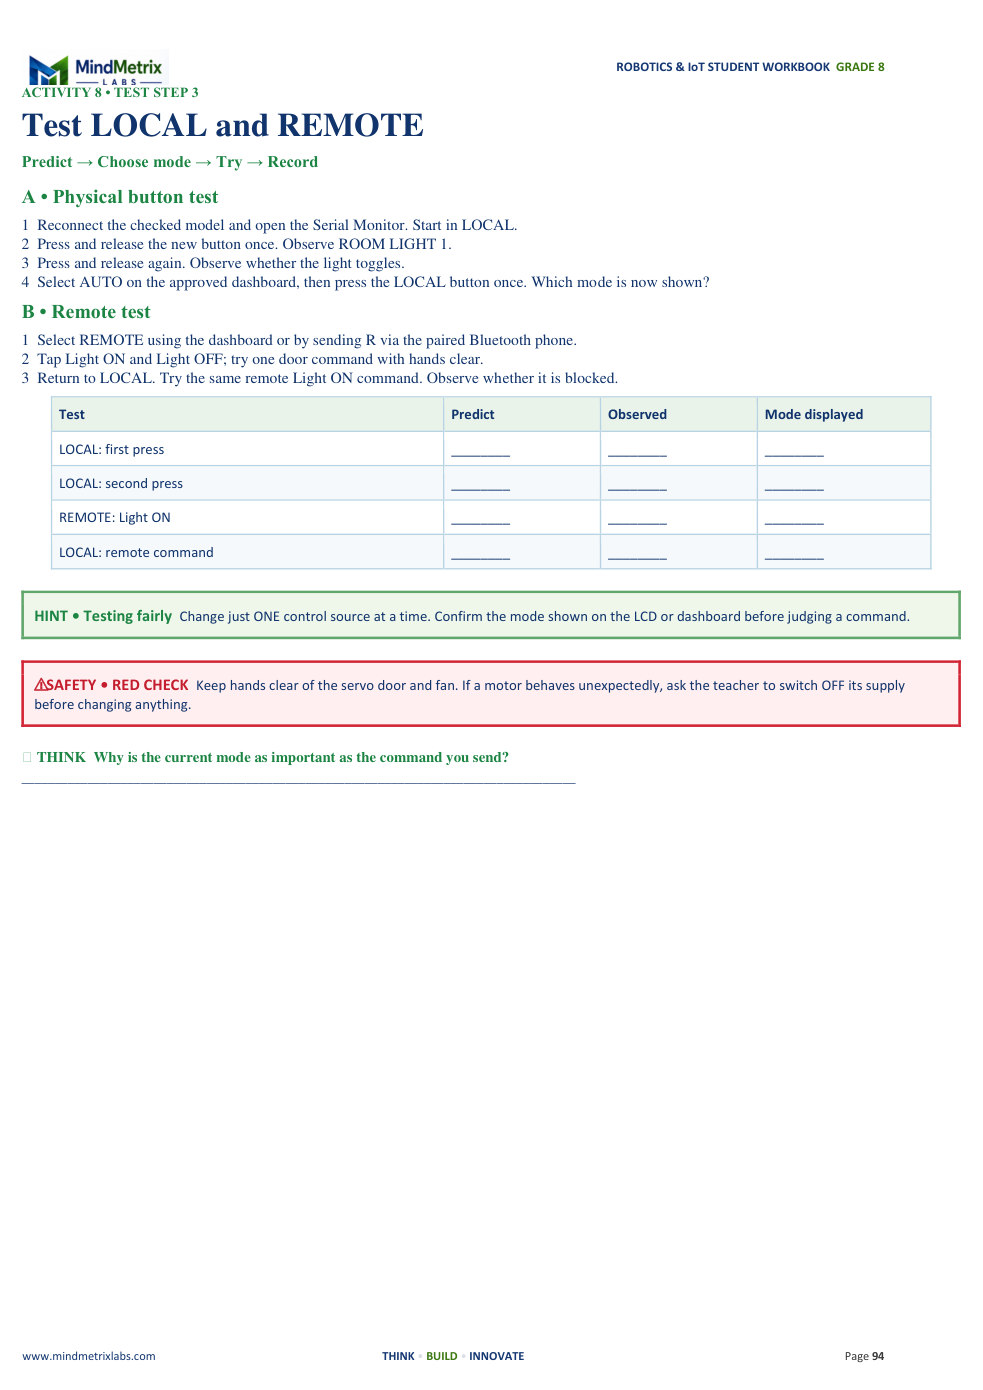 MindMetrix
LABS
ROBOTICS & IoT STUDENT WORKBOOK GRADE 8
ACTIVITY 8 • TEST STEP 3
Test LOCAL and REMOTE
Predict → Choose mode → Try → Record
A • Physical button test
1 Reconnect the checked model and open the Serial Monitor. Start in LOCAL.
2 Press and release the new button once. Observe ROOM LIGHT 1.
3 Press and release again. Observe whether the light toggles.
4 Select AUTO on the approved dashboard, then press the LOCAL button once. Which mode is now shown?
B • Remote test
1 Select REMOTE using the dashboard or by sending R via the paired Bluetooth phone.
2 Tap Light ON and Light OFF; try one door command with hands clear.
3 Return to LOCAL. Try the same remote Light ON command. Observe whether it is blocked.
Test Predict Observed Mode displayed
LOCAL: first press ________ ________ ________
LOCAL: second press ________ ________ ________
REMOTE: Light ON ________ ________ ________
LOCAL: remote command ________ ________ ________
HINT • Testing fairly Change just ONE control source at a time. Confirm the mode shown on the LCD or dashboard before judging a command.
⚠SAFETY • RED CHECK Keep hands clear of the servo door and fan. If a motor behaves unexpectedly, ask the teacher to switch OFF its supply
before changing anything.
THINK Why is the current mode as important as the command you send?
www.mindmetrixlabs.com THINK • BUILD • INNOVATE Page 94